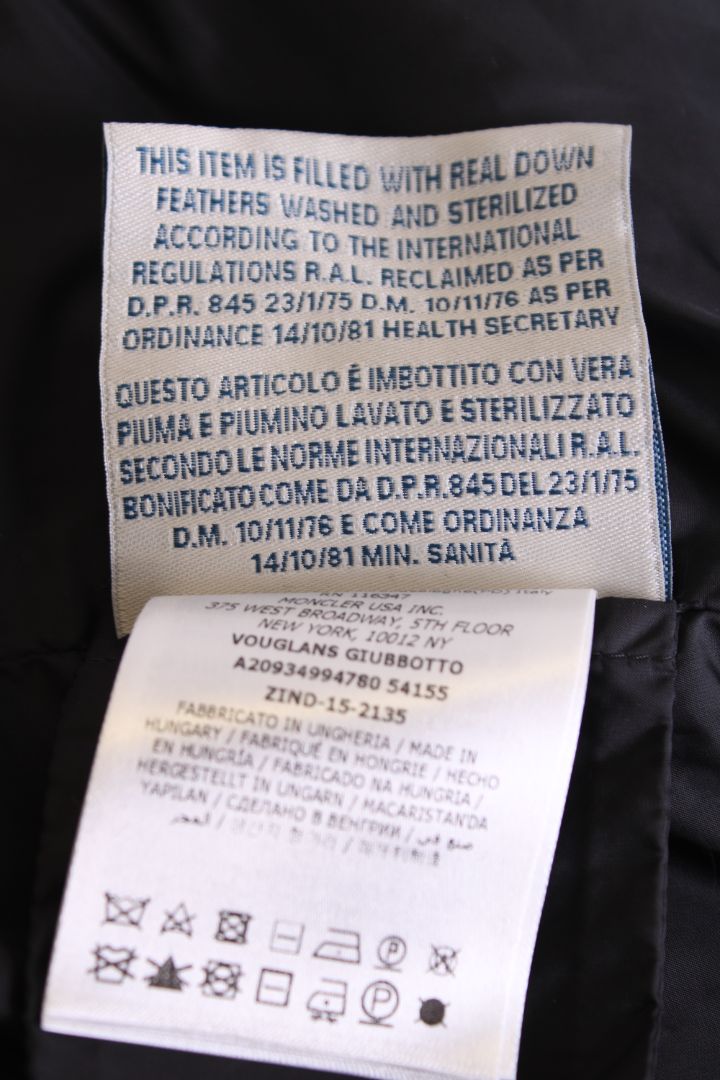 THIS ITEM IS FILLED WITH REAL DOWN
FEATHERS WASHED AND STERILIZED
ACCORDING TO THE INTERNATIONAL
REGULATIONS R.A.L. RECLAIMED AS PER
D.P.R. 845 23/1/75 D.M. 10/11/76 AS PER
ORDINANCE 14/10/81 HEALTH SECRETARY
QUESTO ARTICOLO É IMBOTTITO CON VERA
PIUMA E PIUMINO LAVATO E STERILIZZATO
SECONDO LE NORME INTERNAZIONALI R.A.L.
BONIFICATO COME DA D.P.R. 845 DEL 23/1/75
D.M. 10/11/76 E COME ORDINANZA
14/10/81 MIN. SANITÀ
RN 116347
MONCLER USA INC.
375 WEST BROADWAY, 5TH FLOOR
NEW YORK, 10012 NY
VOUGLANS GIUBBOTTO
A20934994780 54155
ZIND-15-2135
FABBRICATO IN UNGHERIA / MADE IN
HUNGARY / FABRIQUÉ EN HONGRIE / HECHO
EN HUNGRÍA / FABRICADO NA HUNGRIA /
HERGESTELLT IN UNGARN / MACARISTAN'DA
YAPILAN / СДЕЛАНО В ВЕНГРИИ / صنع في
المجر /
P
P